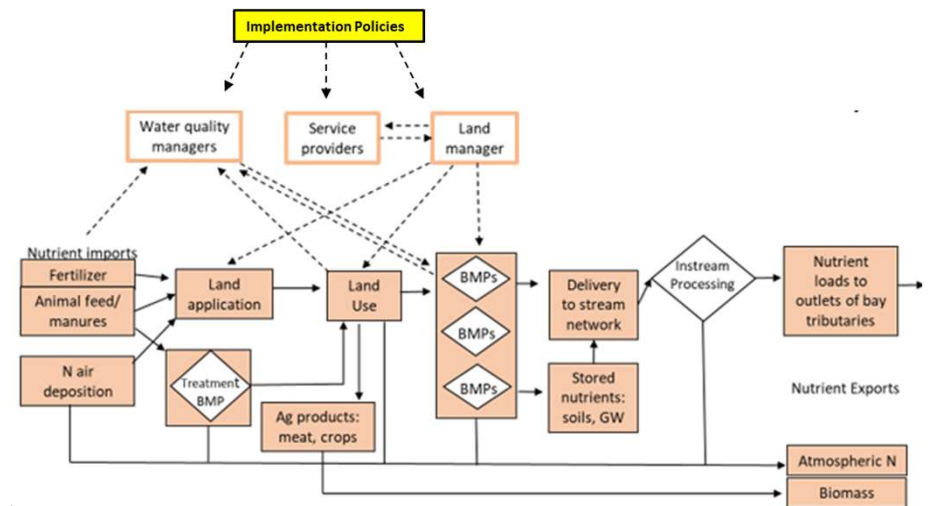 Implementation Policies
Water quality
managers
Service
providers
Land
manager
Nutrient imports
Fertilizer
Animal feed/
manures
N air
deposition
Land
application
Treatment
BMP
Land
Use
Ag products:
meat, crops
BMPs
BMPs
BMPs
Delivery
to stream
network
Stored
nutrients:
soils, GW
Instream
Processing
Nutrient
loads to
outlets of bay
tributaries
Nutrient Exports
Atmospheric N
Biomass